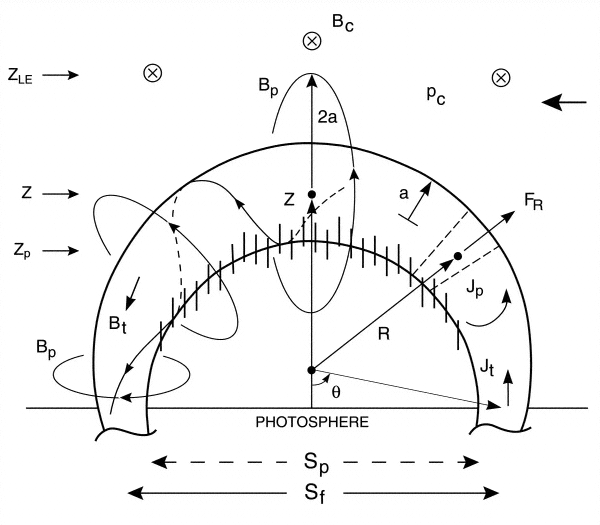 B_c
Z_LE
B_p
2a
p_c
Z
Z
a
F_R
Z_p
B_t
J_p
R
B_p
J_t
θ
PHOTOSPHERE
S_p
S_f